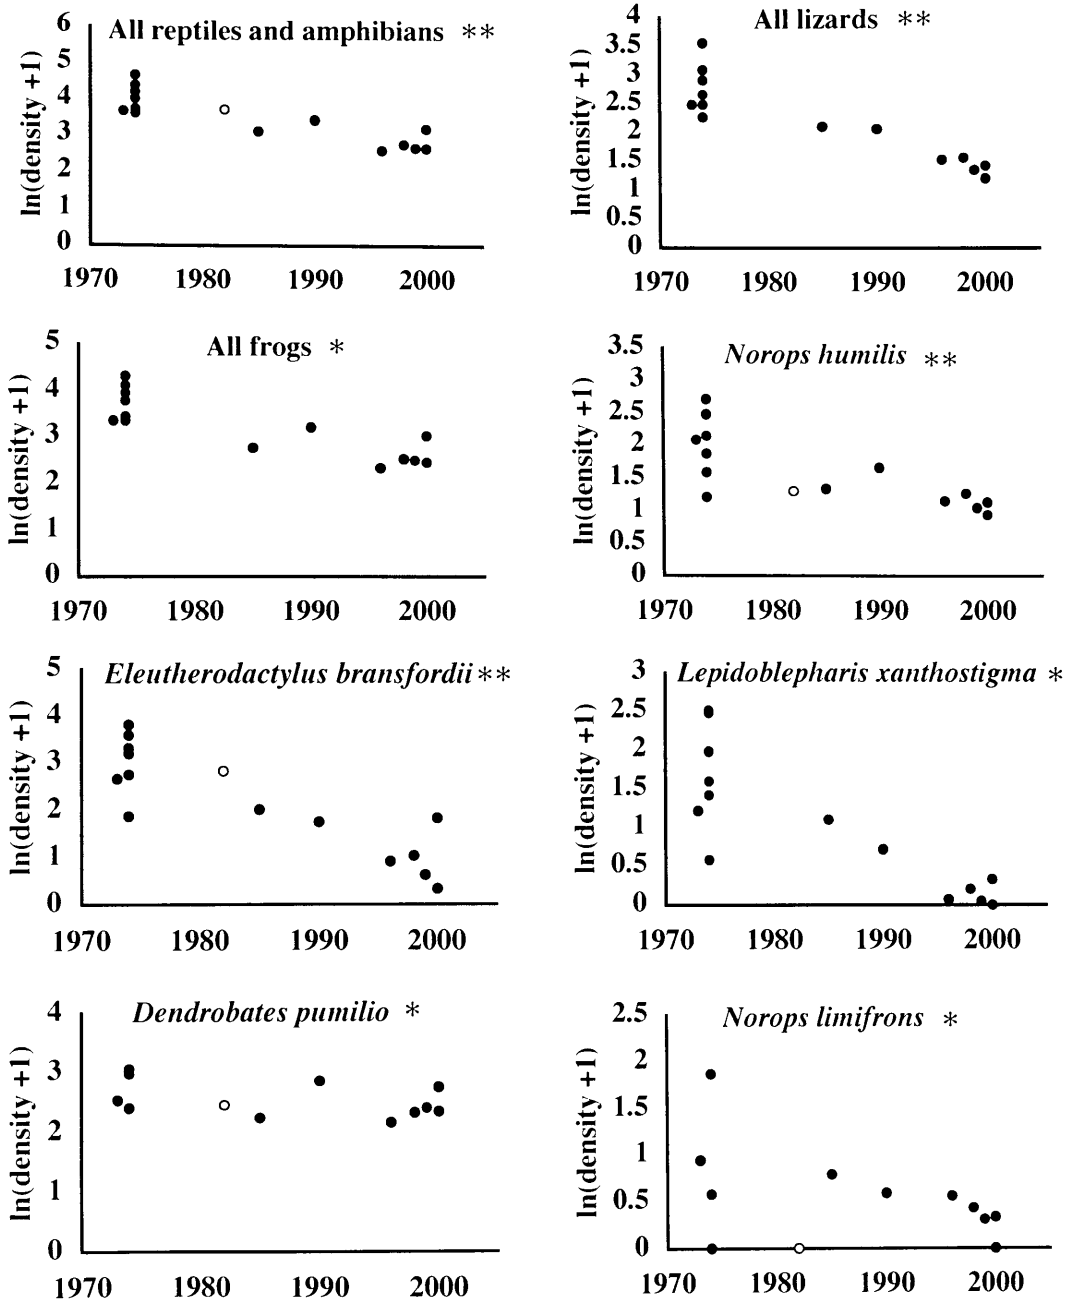 All reptiles and amphibians **
ln(density +1)
6
5
4
3
2
1
0
1970 1980 1990 2000
All lizards **
ln(density +1)
4
3.5
3
2.5
2
1.5
1
0.5
0
1970 1980 1990 2000
All frogs *
ln(density +1)
5
4
3
2
1
0
1970 1980 1990 2000
Norops humilis **
ln(density +1)
3.5
3
2.5
2
1.5
1
0.5
0
1970 1980 1990 2000
Eleutherodactylus bransfordii **
ln(density +1)
5
4
3
2
1
0
1970 1980 1990 2000
Lepidoblepharis xanthostigma *
ln(density +1)
3
2.5
2
1.5
1
0.5
0
1970 1980 1990 2000
Dendrobates pumilio *
ln(density +1)
4
3
2
1
0
1970 1980 1990 2000
Norops limifrons *
ln(density +1)
2.5
2
1.5
1
0.5
0
1970 1980 1990 2000